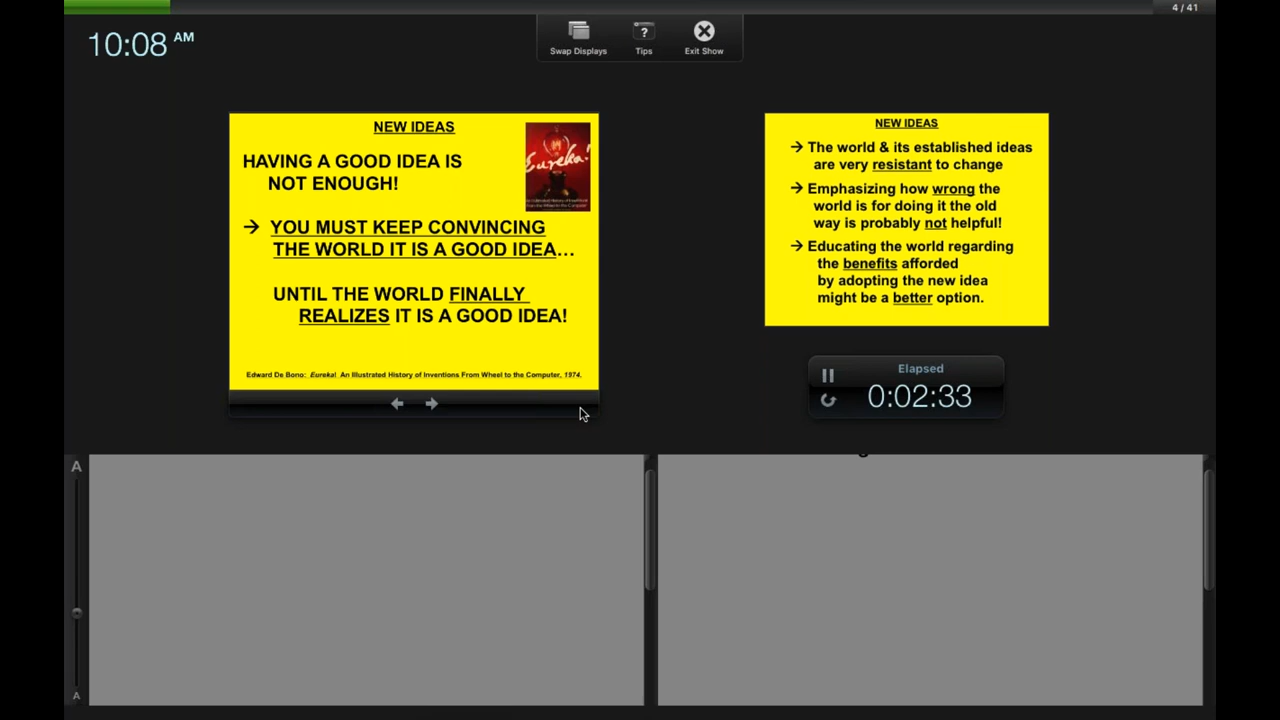 4 / 41
10:08 AM
Swap Displays
Tips
Exit Show
NEW IDEAS
HAVING A GOOD IDEA IS
NOT ENOUGH!
→ YOU MUST KEEP CONVINCING
THE WORLD IT IS A GOOD IDEA…
UNTIL THE WORLD FINALLY
REALIZES IT IS A GOOD IDEA!
Edward De Bono: Eureka! An Illustrated History of Inventions From Wheel to the Computer, 1974.
Eureka!
NEW IDEAS
→ The world & its established ideas
are very resistant to change
→ Emphasizing how wrong the
world is for doing it the old
way is probably not helpful!
→ Educating the world regarding
the benefits afforded
by adopting the new idea
might be a better option.
Elapsed
0:02:33
A
A